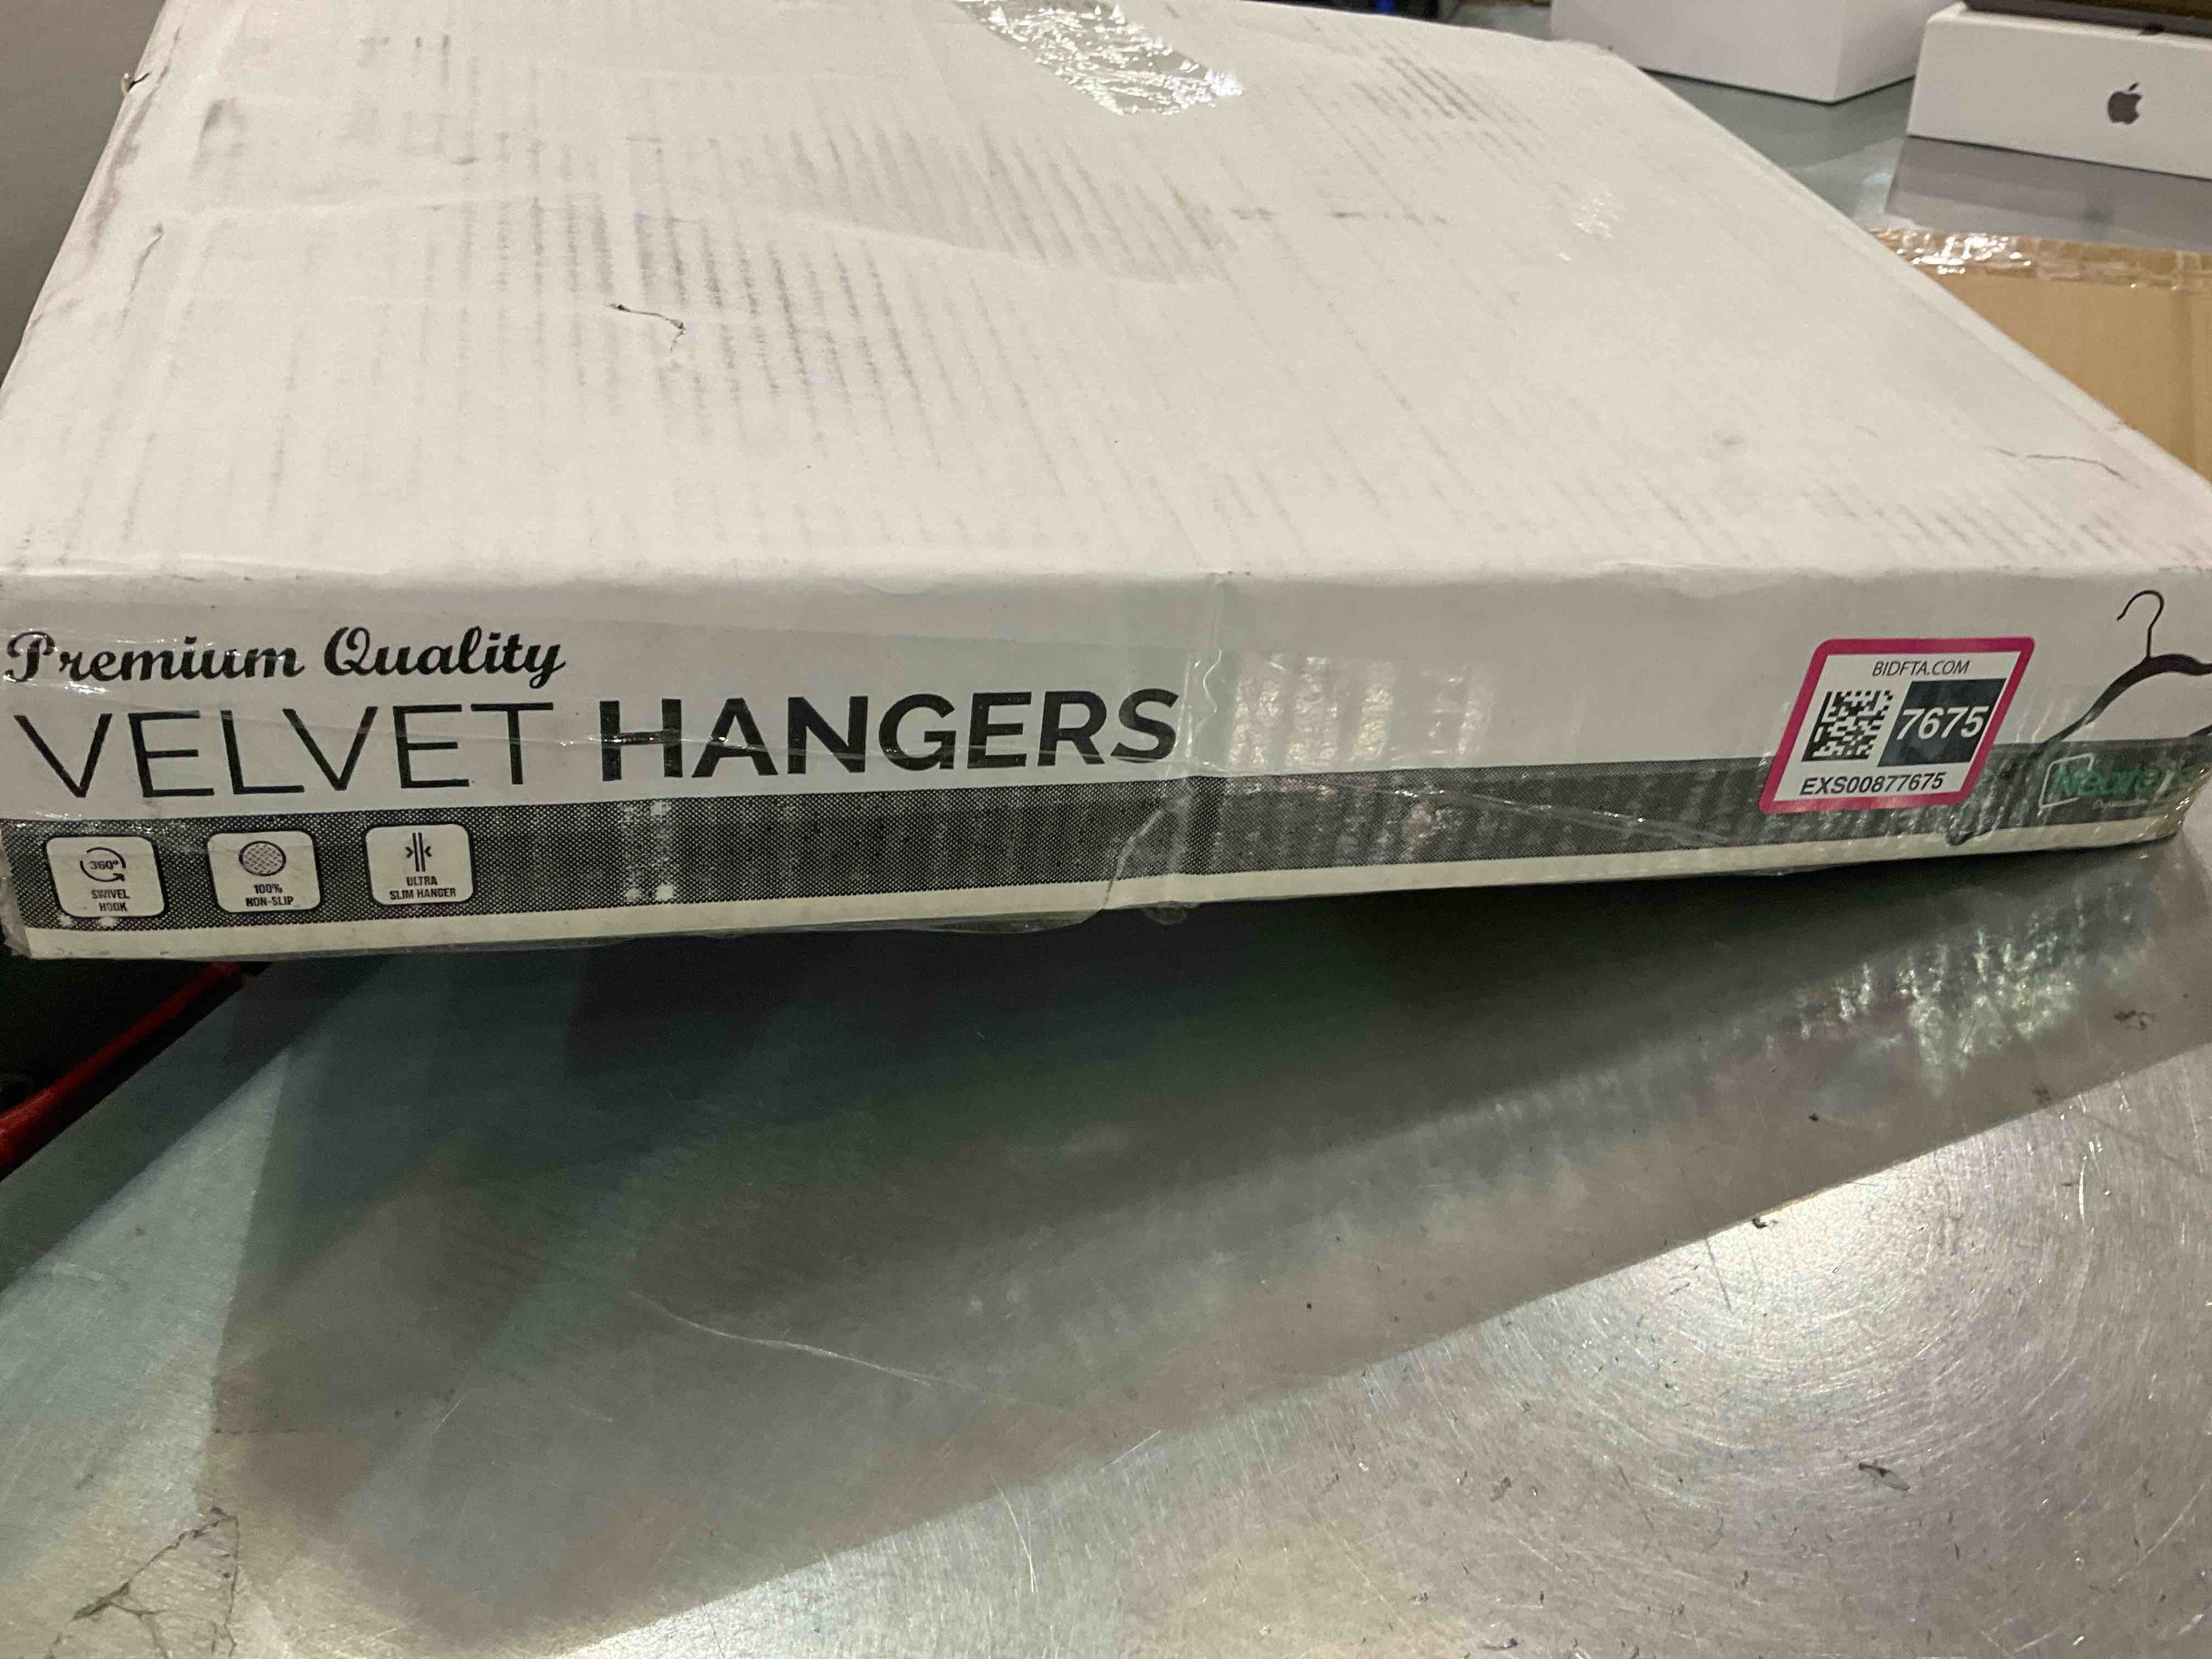 Premium Quality
VELVET HANGERS
360°
SWIVEL
HOOK
100%
NON-SLIP
ULTRA
SLIM HANGER
BIDFTA.COM
7675
EXS00877675